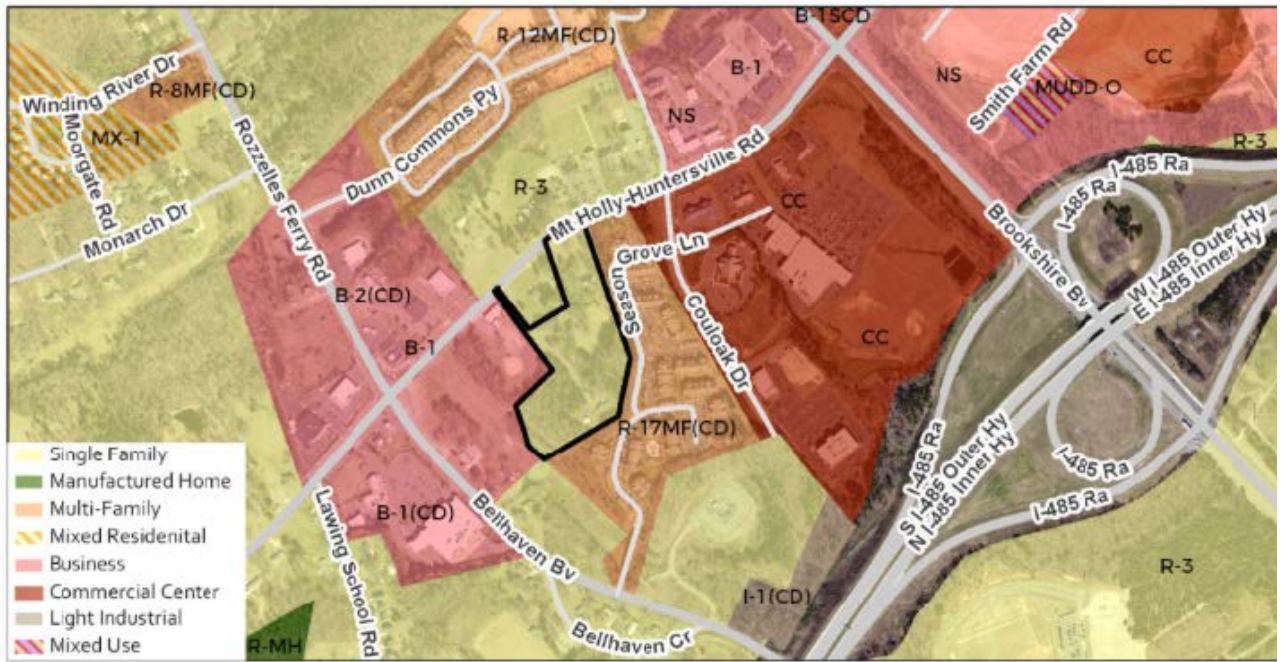 B-1SCD
R-12MF(CD)
Winding River Dr
R-8MF(CD)
MX-1
Moorgate Rd
Monarch Dr
Rozzelles Ferry Rd
Dunn Commons Py
B-1
NS
NS
CC
MUDD-O
Smith Farm Rd
R-3
R-3
Mt Holly-Huntersville Rd
I-485 Ra
I-485 Ra
I-485 Ra
Brookshire Bv
W I-485 Outer Hy
E I-485 Inner Hy
CC
Grove Ln
Season
Couloak Dr
B-2(CD)
B-1
CC
R-17MF(CD)
I-485 Ra
S I-485 Outer Hy
N I-485 Inner Hy
I-485 Ra
I-485 Ra
B-1(CD)
Lawing School Rd
Bellhaven Bv
Bellhaven Cr
I-1(CD)
R-3
R-MH
Single Family
Manufactured Home
Multi-Family
Mixed Residenital
Business
Commercial Center
Light Industrial
Mixed Use